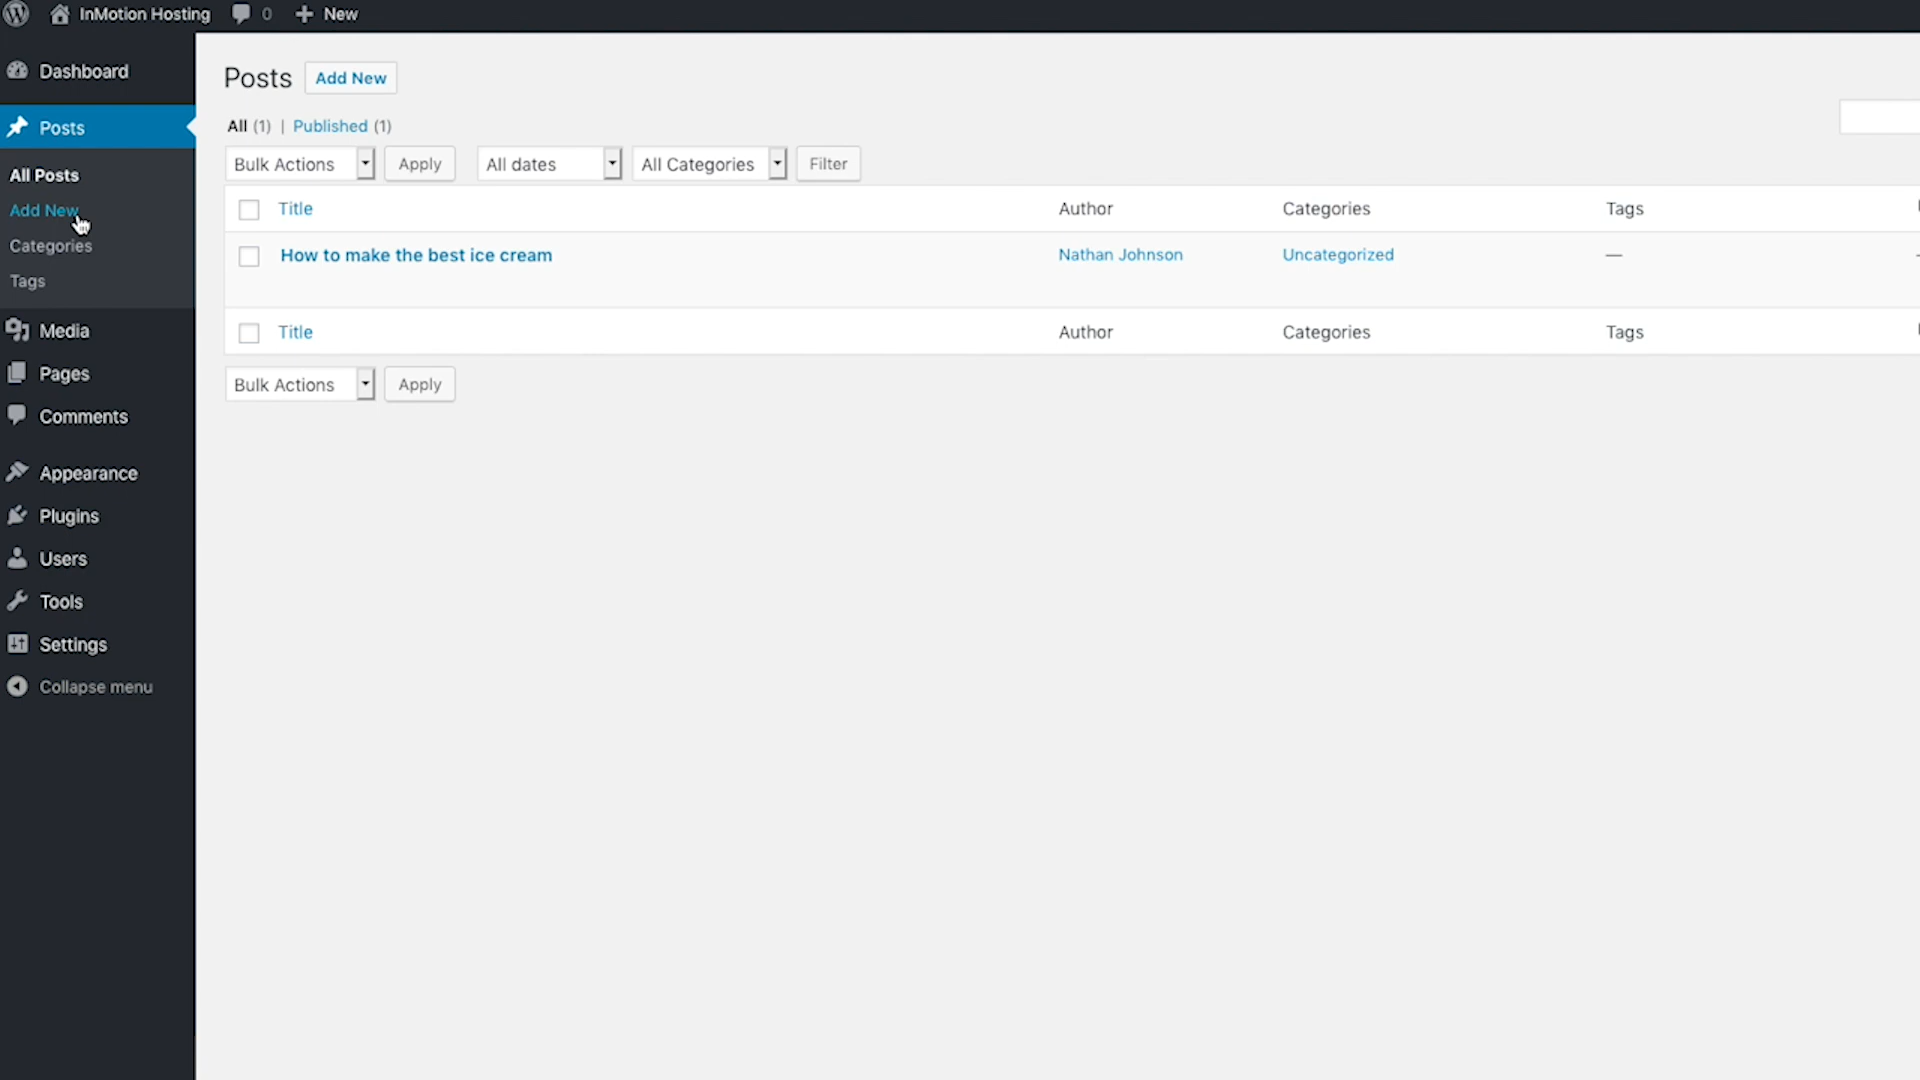 InMotion Hosting 0 New
Dashboard
Posts
All Posts
Add New
Categories
Tags
Media
Pages
Comments
Appearance
Plugins
Users
Tools
Settings
Collapse menu
Posts Add New
All (1) | Published (1)
Bulk Actions Apply All dates All Categories Filter
Title Author Categories Tags
How to make the best ice cream Nathan Johnson Uncategorized —
Title Author Categories Tags
Bulk Actions Apply